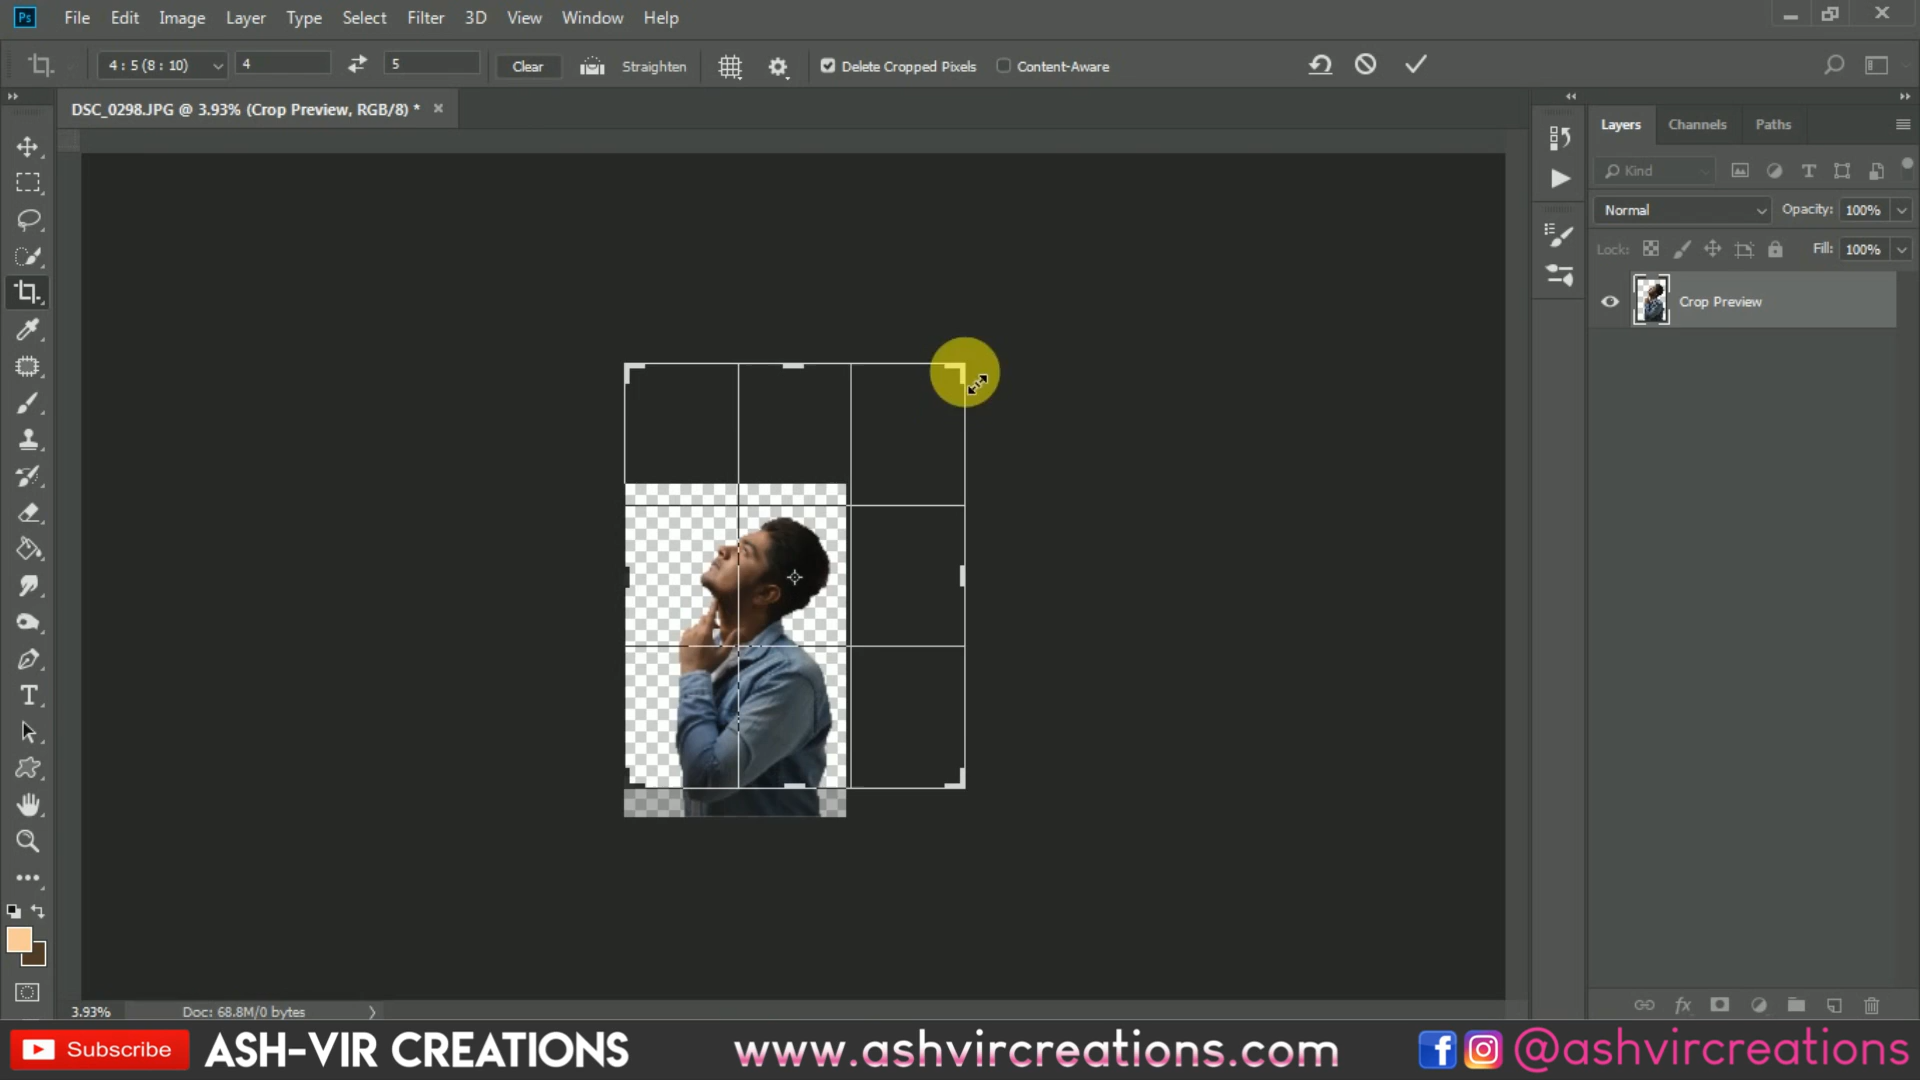 Ps File Edit Image Layer Type Select Filter 3D View Window Help
4 : 5 (8 : 10) 4 5 Clear Straighten Delete Cropped Pixels Content-Aware
DSC_0298.JPG @ 3.93% (Crop Preview, RGB/8) *
Layers Channels Paths
Kind
Normal Opacity: 100%
Lock: Fill: 100%
Crop Preview
3.93% Doc: 68.8M/0 bytes
Subscribe ASH-VIR CREATIONS www.ashvircreations.com @ashvircreations